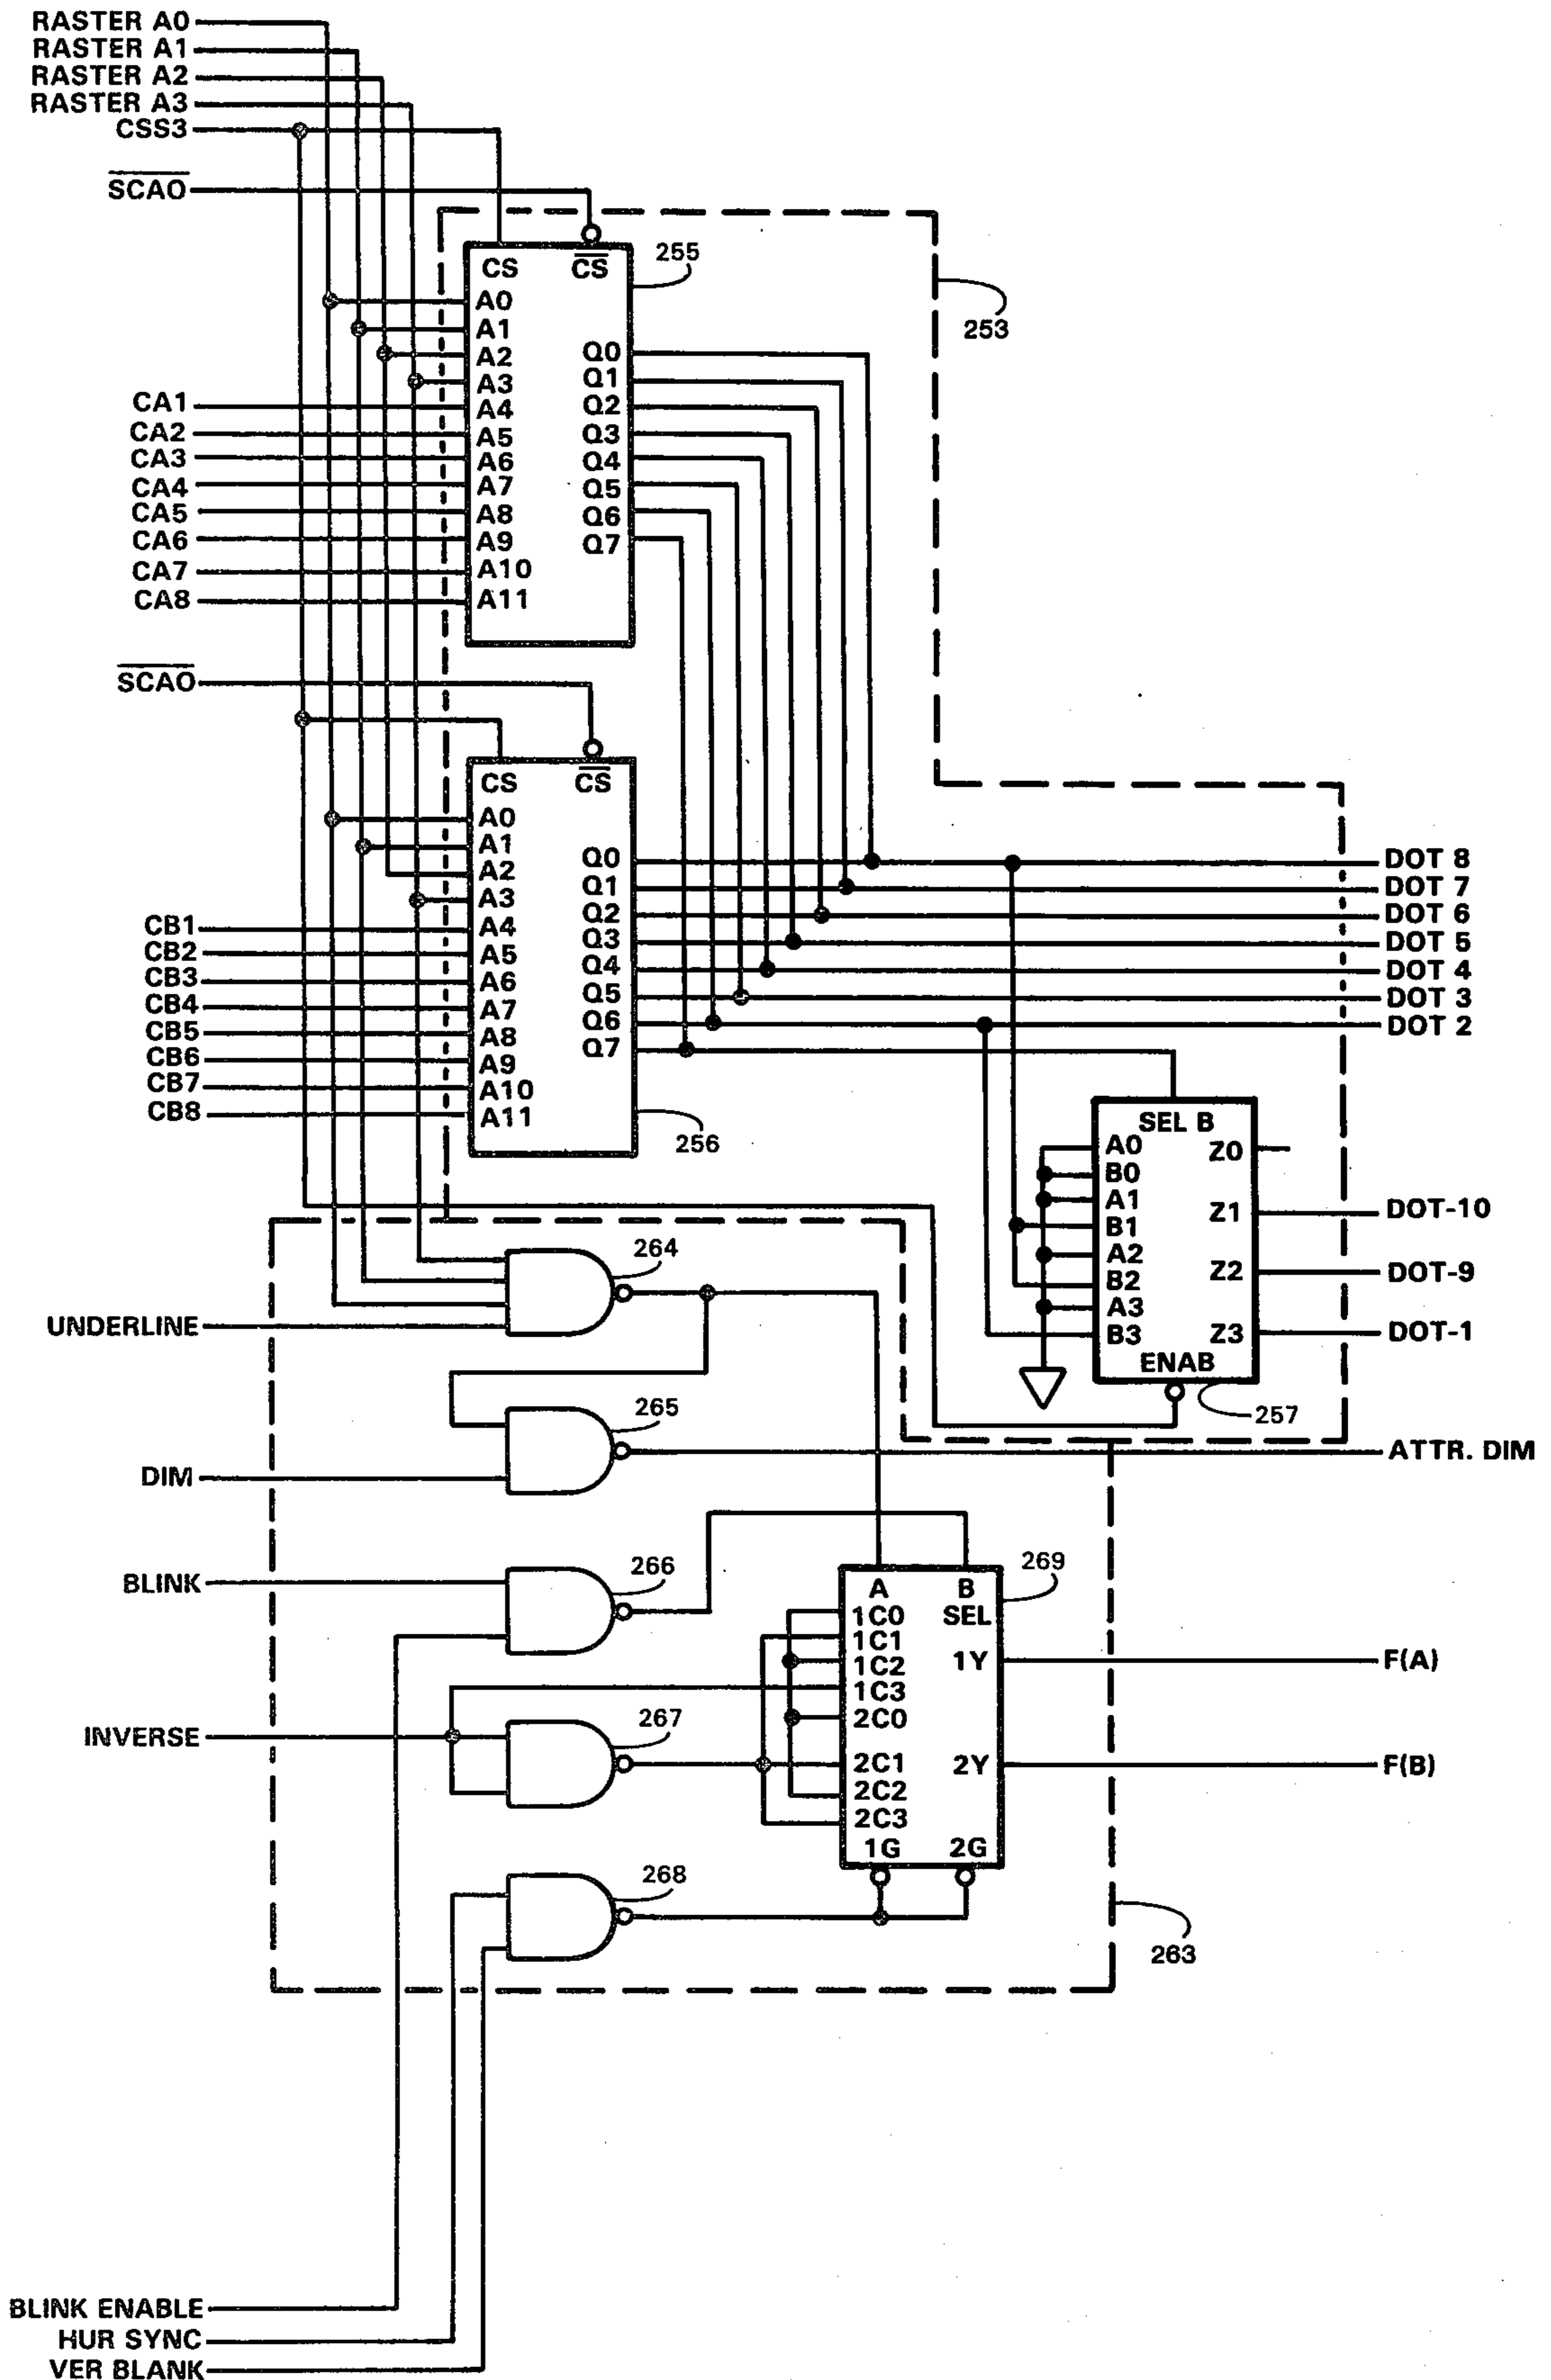 RASTER A0
RASTER A1
RASTER A2
RASTER A3
CSS3
SCAO
CS CS
255
253
A0
A1
A2
A3
A4
A5
A6
A7
A8
A9
A10
A11
Q0
Q1
Q2
Q3
Q4
Q5
Q6
Q7
CA1
CA2
CA3
CA4
CA5
CA6
CA7
CA8
SCAO
CS CS
A0
A1
A2
A3
A4
A5
A6
A7
A8
A9
A10
A11
Q0
Q1
Q2
Q3
Q4
Q5
Q6
Q7
256
CB1
CB2
CB3
CB4
CB5
CB6
CB7
CB8
DOT 8
DOT 7
DOT 6
DOT 5
DOT 4
DOT 3
DOT 2
SEL B
A0
B0
A1
B1
A2
B2
A3
B3
Z0
Z1
Z2
Z3
ENAB
257
DOT-10
DOT-9
DOT-1
264
UNDERLINE
265
DIM
ATTR. DIM
266
BLINK
269
A B
SEL
1C0
1C1
1C2
1C3
2C0
2C1
2C2
2C3
1Y
2Y
1G 2G
F(A)
F(B)
INVERSE
267
268
263
BLINK ENABLE
HUR SYNC
VER BLANK